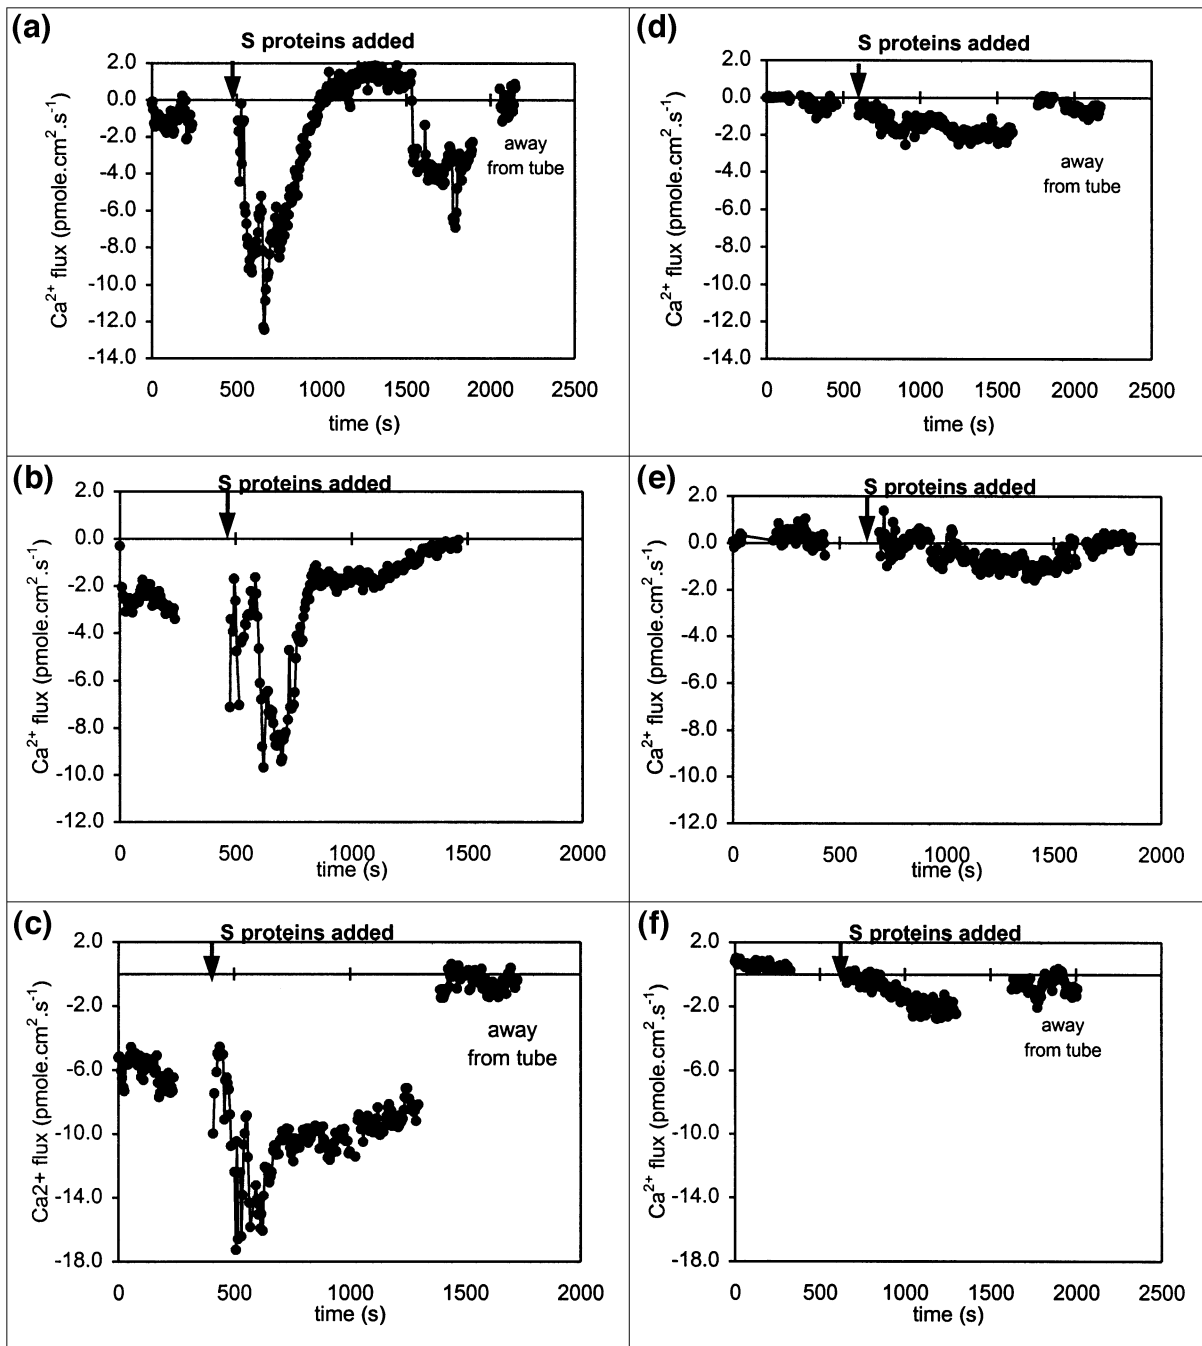 (a)
S proteins added
2.0
0.0
-2.0
-4.0
-6.0
-8.0
-10.0
-12.0
-14.0
Ca²⁺ flux (pmole.cm².s⁻¹)
away
from tube
0 500 1000 1500 2000 2500
time (s)
(d)
S proteins added
2.0
0.0
-2.0
-4.0
-6.0
-8.0
-10.0
-12.0
-14.0
Ca²⁺ flux (pmole.cm².s⁻¹)
away
from tube
0 500 1000 1500 2000 2500
time (s)
(b)
S proteins added
2.0
0.0
-2.0
-4.0
-6.0
-8.0
-10.0
-12.0
Ca²⁺ flux (pmole.cm².s⁻¹)
0 500 1000 1500 2000
time (s)
(e)
S proteins added
2.0
0.0
-2.0
-4.0
-6.0
-8.0
-10.0
-12.0
Ca²⁺ flux (pmole.cm².s⁻¹)
0 500 1000 1500 2000
time (s)
(c)
S proteins added
2.0
-2.0
-6.0
-10.0
-14.0
-18.0
Ca2+ flux (pmole.cm².s⁻¹)
away
from tube
0 500 1000 1500 2000
time (s)
(f)
S proteins added
2.0
-2.0
-6.0
-10.0
-14.0
-18.0
Ca²⁺ flux (pmole.cm².s⁻¹)
away
from tube
0 500 1000 1500 2000 2500
time (s)